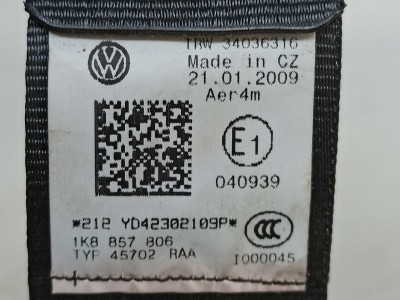 TRW 34036316
Made in CZ
21.01.2009
Aer4m
E1
040939
*212 YD42302109P*
1K8 857 806
TYP 45702 RAA
I000045